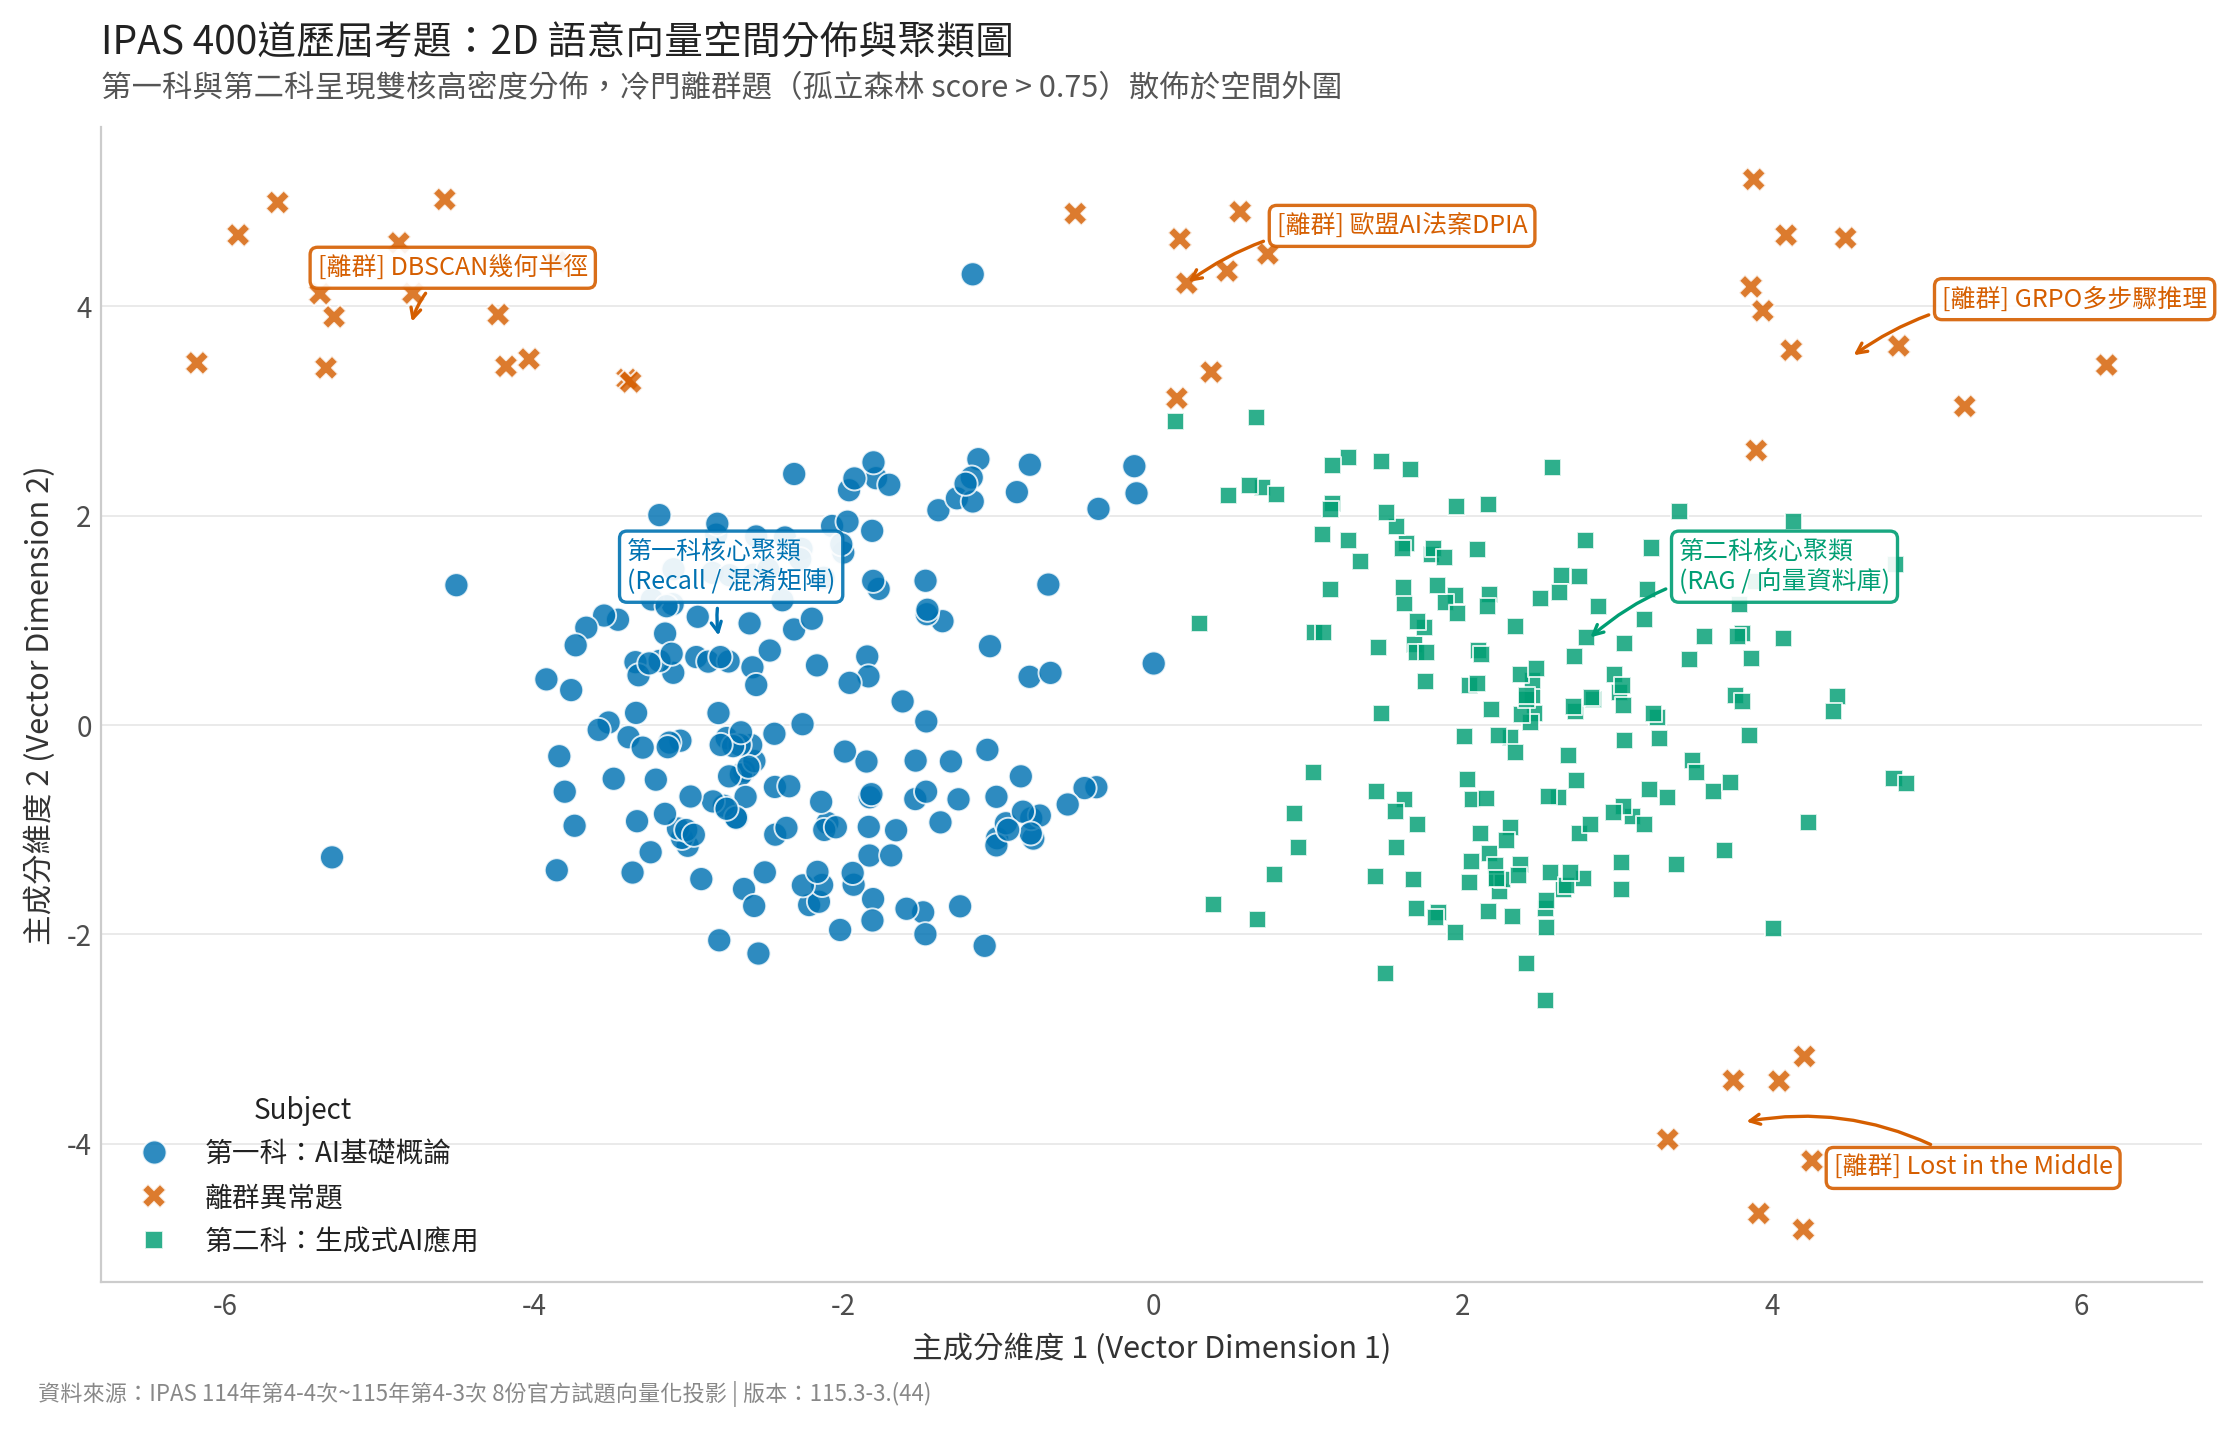 IPAS 400道歷屆考題：2D 語意向量空間分佈與聚類圖
第一科與第二科呈現雙核高密度分佈，冷門離群題（孤立森林 score > 0.75）散佈於空間外圍
[離群] 歐盟AI法案DPIA
[離群] DBSCAN幾何半徑
[離群] GRPO多步驟推理
第一科核心聚類
(Recall / 混淆矩陣)
第二科核心聚類
(RAG / 向量資料庫)
[離群] Lost in the Middle
主成分維度 2 (Vector Dimension 2)
4
2
0
-2
-4
Subject
第一科：AI基礎概論
離群異常題
第二科：生成式AI應用
-6
-4
-2
0
2
4
6
主成分維度 1 (Vector Dimension 1)
資料來源：IPAS 114年第4-4次~115年第4-3次 8份官方試題向量化投影 | 版本：115.3-3.(44)